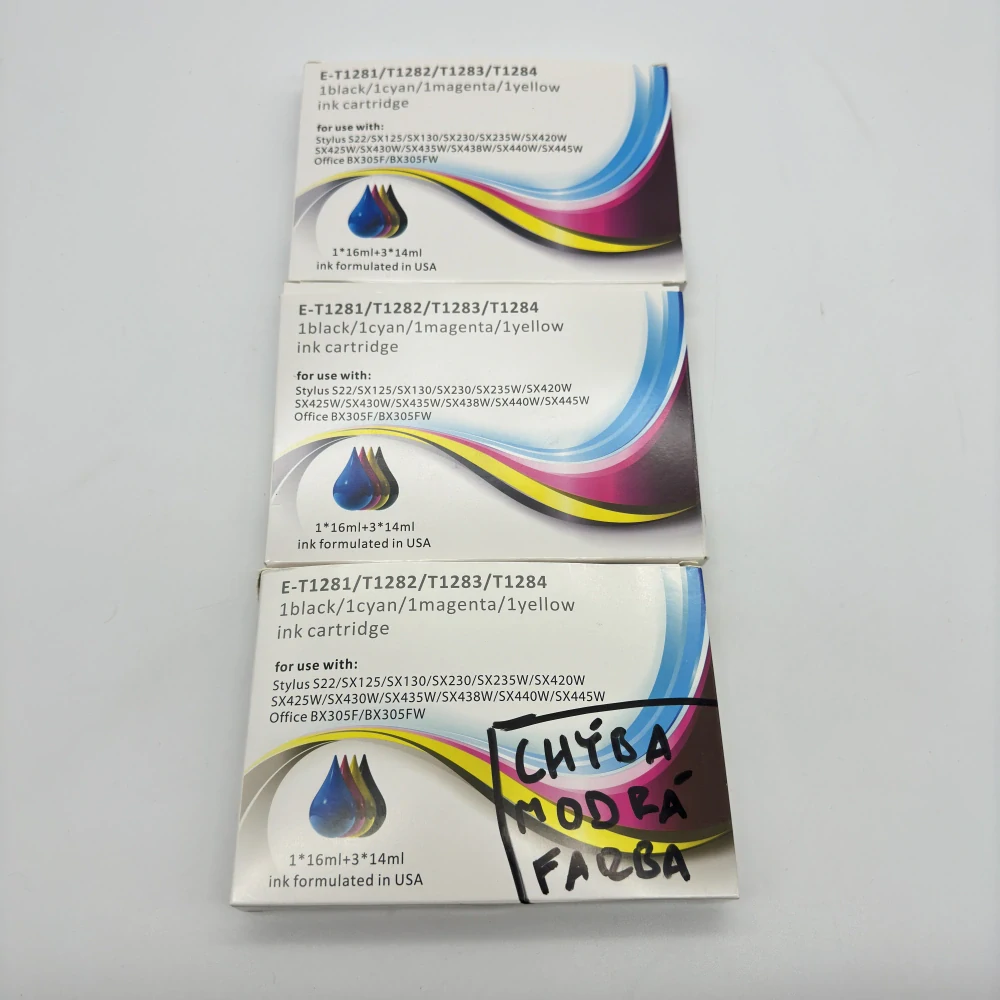 E-T1281/T1282/T1283/T1284
1black/1cyan/1magenta/1yellow
ink cartridge
for use with:
Stylus S22/SX125/SX130/SX230/SX235W/SX420W
SX425W/SX430W/SX435W/SX438W/SX440W/SX445W
Office BX305F/BX305FW
1*16ml+3*14ml
ink formulated in USA
E-T1281/T1282/T1283/T1284
1black/1cyan/1magenta/1yellow
ink cartridge
for use with:
Stylus S22/SX125/SX130/SX230/SX235W/SX420W
SX425W/SX430W/SX435W/SX438W/SX440W/SX445W
Office BX305F/BX305FW
1*16ml+3*14ml
ink formulated in USA
E-T1281/T1282/T1283/T1284
1black/1cyan/1magenta/1yellow
ink cartridge
for use with:
Stylus S22/SX125/SX130/SX230/SX235W/SX420W
SX425W/SX430W/SX435W/SX438W/SX440W/SX445W
Office BX305F/BX305FW
1*16ml+3*14ml
ink formulated in USA
CHÝBA
MODRÁ
FARBA